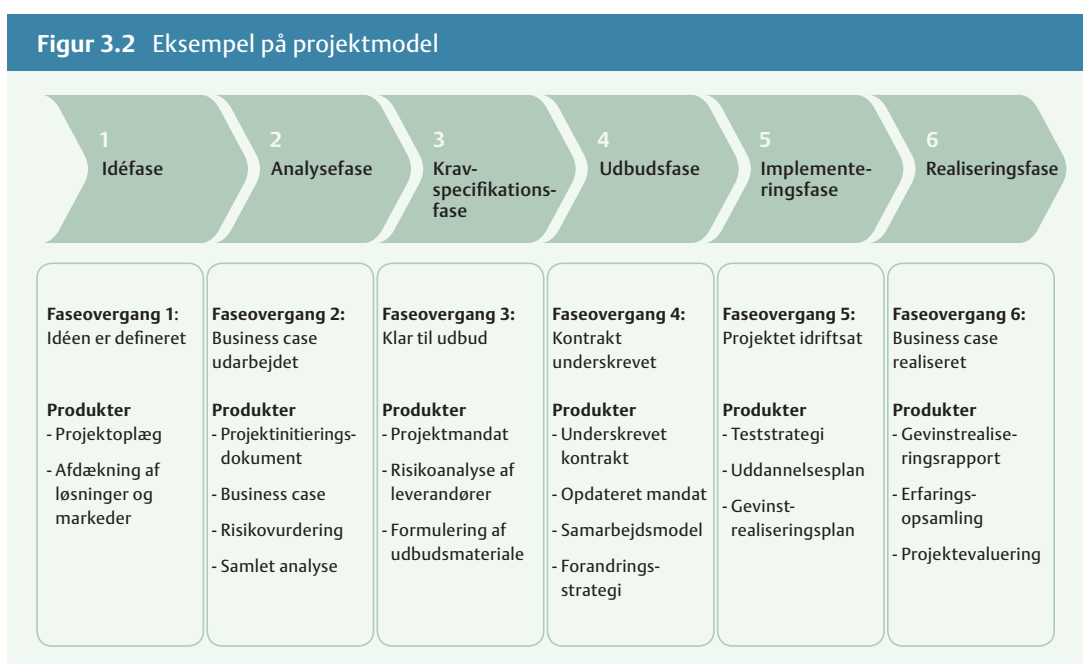 Figur 3.2 Eksempel på projektmodel
1
Idéfase
2
Analysefase
3
Krav-
specifikations-
fase
4
Udbudsfase
5
Implemente-
ringsfase
6
Realiseringsfase
Faseovergang 1:
Idéen er defineret
Produkter
- Projektoplæg
- Afdækning af
løsninger og
markeder
Faseovergang 2:
Business case
udarbejdet
Produkter
- Projektinitierings-
dokument
- Business case
- Risikovurdering
- Samlet analyse
Faseovergang 3:
Klar til udbud
Produkter
- Projektmandat
- Risikoanalyse af
leverandører
- Formulering af
udbudsmateriale
Faseovergang 4:
Kontrakt
underskrevet
Produkter
- Underskrevet
kontrakt
- Opdateret mandat
- Samarbejdsmodel
- Forandrings-
strategi
Faseovergang 5:
Projektet idriftsat
Produkter
- Teststrategi
- Uddannelsesplan
- Gevinst-
realiseringsplan
Faseovergang 6:
Business case
realiseret
Produkter
- Gevinstrealise-
ringsrapport
- Erfarings-
opsamling
- Projektevaluering